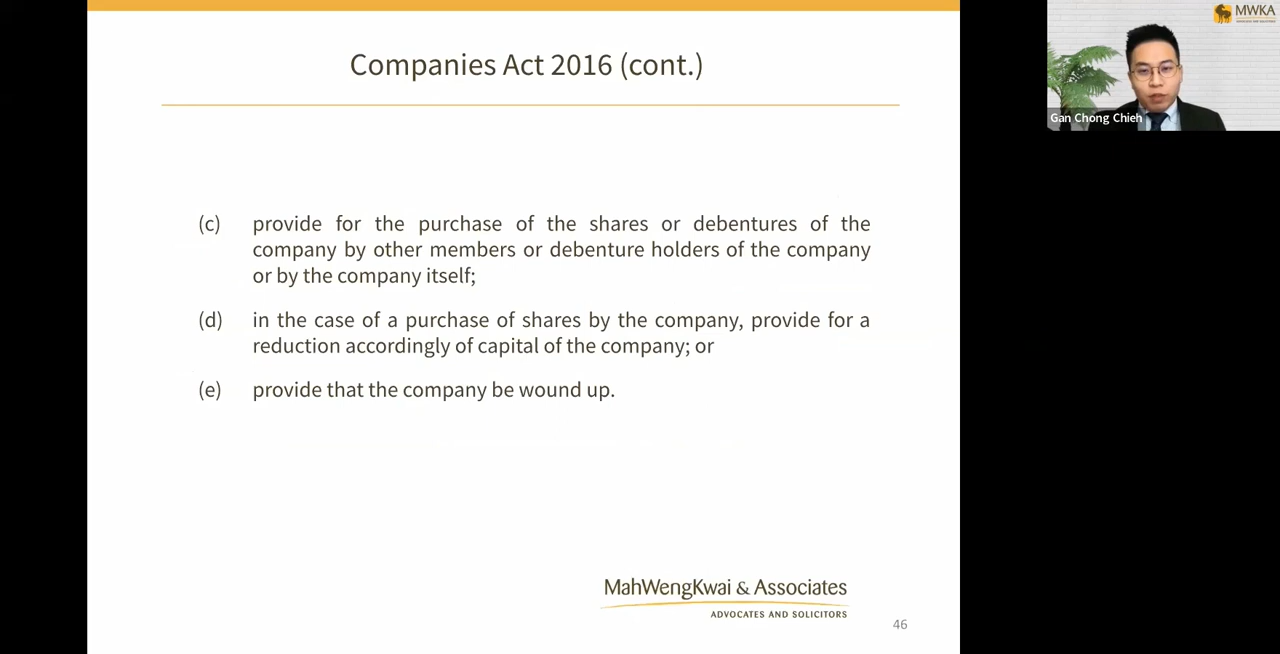 Companies Act 2016 (cont.)
(c) provide for the purchase of the shares or debentures of the
company by other members or debenture holders of the company
or by the company itself;
(d) in the case of a purchase of shares by the company, provide for a
reduction accordingly of capital of the company; or
(e) provide that the company be wound up.
MahWengKwai & Associates
ADVOCATES AND SOLICITORS
46
MWKA
ADVOCATES AND SOLICITORS
Gan Chong Chieh